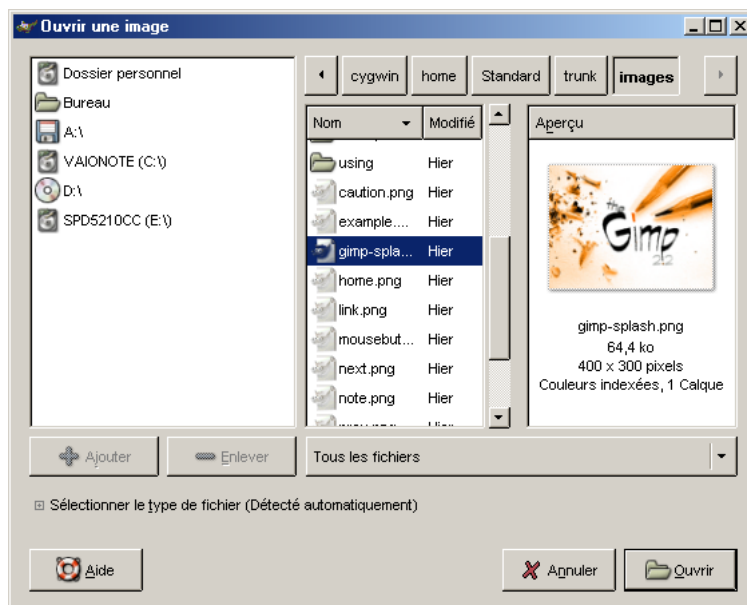 Ouvrir une image
Dossier personnel
Bureau
A:\
VAIONOTE (C:\)
D:\
SPD5210CC (E:\)
cygwin home Standard trunk images
Nom Modifié
using Hier
caution.png Hier
example.... Hier
gimp-spla... Hier
home.png Hier
link.png Hier
mousebut... Hier
next.png Hier
note.png Hier
Aperçu
the
Gimp
2.2
gimp-splash.png
64,4 ko
400 x 300 pixels
Couleurs indexées, 1 Calque
Ajouter Enlever Tous les fichiers
Sélectionner le type de fichier (Détecté automatiquement)
Aide Annuler Ouvrir